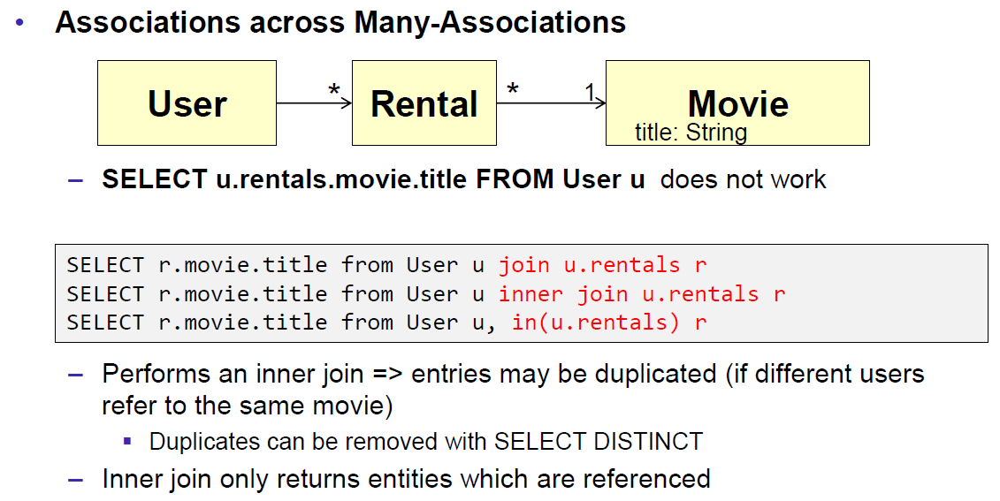 • Associations across Many-Associations
User * Rental * 1 Movie
title: String
– SELECT u.rentals.movie.title FROM User u does not work
SELECT r.movie.title from User u join u.rentals r
SELECT r.movie.title from User u inner join u.rentals r
SELECT r.movie.title from User u, in(u.rentals) r
– Performs an inner join => entries may be duplicated (if different users
refer to the same movie)
▪ Duplicates can be removed with SELECT DISTINCT
– Inner join only returns entities which are referenced